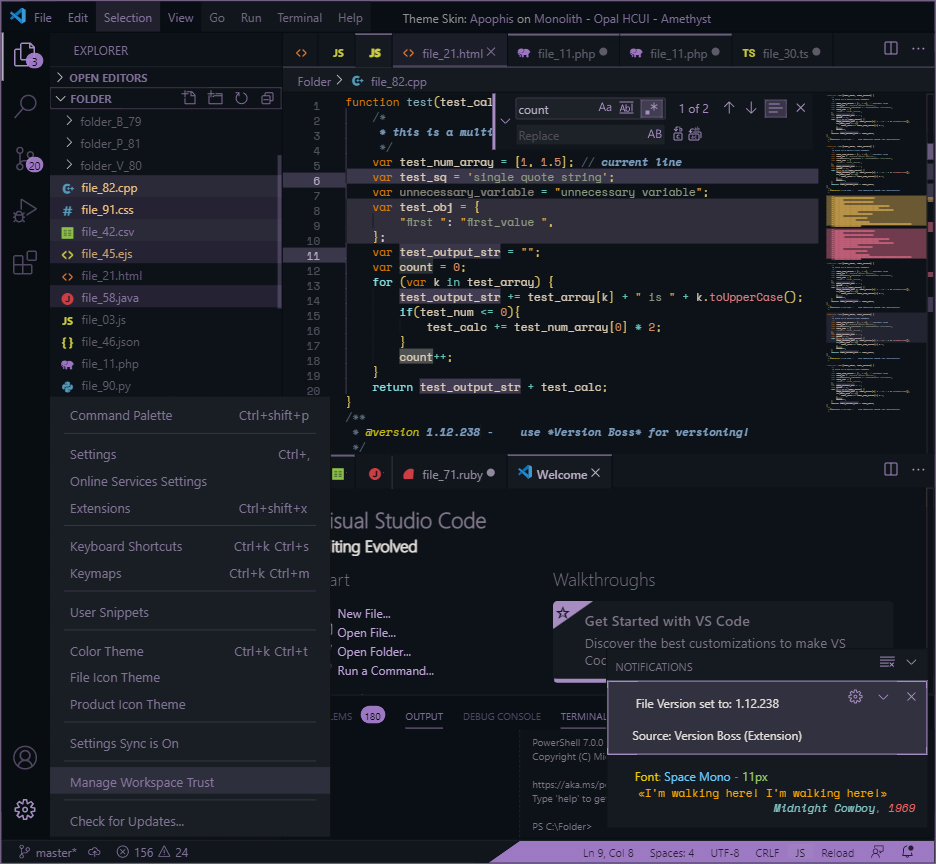 File Edit Selection View Go Run Terminal Help Theme Skin: Apophis on Monolith - Opal HCUI - Amethyst
EXPLORER
3
JS
JS
file_21.html
file_11.php
file_11.php
TS file_30.ts
OPEN EDITORS
FOLDER
Folder > file_82.cpp
folder_B_79
folder_P_81
folder_V_80
file_82.cpp
file_91.css
file_42.csv
file_45.ejs
file_21.html
file_58.java
JS file_03.js
file_46.json
file_11.php
file_90.py
20
count Aa Abl .* 1 of 2
Replace AB
1 function test(test_cal
2 /*
3 * this is a multi
4 */
5 var test_num_array = [1, 1.5]; // current line
6 var test_sq = 'single quote string';
7 var unnecessary_variable = "unnecessary variable";
8 var test_obj = {
9 "first ": "first_value ",
10 };
11 var test_output_str = "";
12 var count = 0;
13 for (var k in test_array) {
14 test_output_str += test_array[k] + " is " + k.toUpperCase();
15 if(test_num <= 0){
16 test_calc += test_num_array[0] * 2;
17 }
18 count++;
19 }
20 return test_output_str + test_calc;
}
/**
* @version 1.12.238 - use *Version Boss* for versioning!
*/
Command Palette Ctrl+shift+p
Settings Ctrl+,
Online Services Settings
Extensions Ctrl+shift+x
Keyboard Shortcuts Ctrl+k Ctrl+s
Keymaps Ctrl+k Ctrl+m
User Snippets
Color Theme Ctrl+k Ctrl+t
File Icon Theme
Product Icon Theme
Settings Sync is On
Manage Workspace Trust
Check for Updates...
file_71.ruby
Welcome
isual Studio Code
iting Evolved
art
New File...
Open File...
Open Folder...
Run a Command...
Walkthroughs
Get Started with VS Code
Discover the best customizations to make VS
Coc
LEMS 180 OUTPUT DEBUG CONSOLE TERMINAL
PowerShell 7.0.0
Copyright (C) Mi
https://aka.ms/p
Type 'help' to ge
PS C:\Folder>
NOTIFICATIONS
File Version set to: 1.12.238
Source: Version Boss (Extension)
Font: Space Mono - 11px
«I'm walking here! I'm walking here!»
Midnight Cowboy, 1969
master* 156 24 Ln 9, Col 8 Spaces: 4 UTF-8 CRLF JS Reload